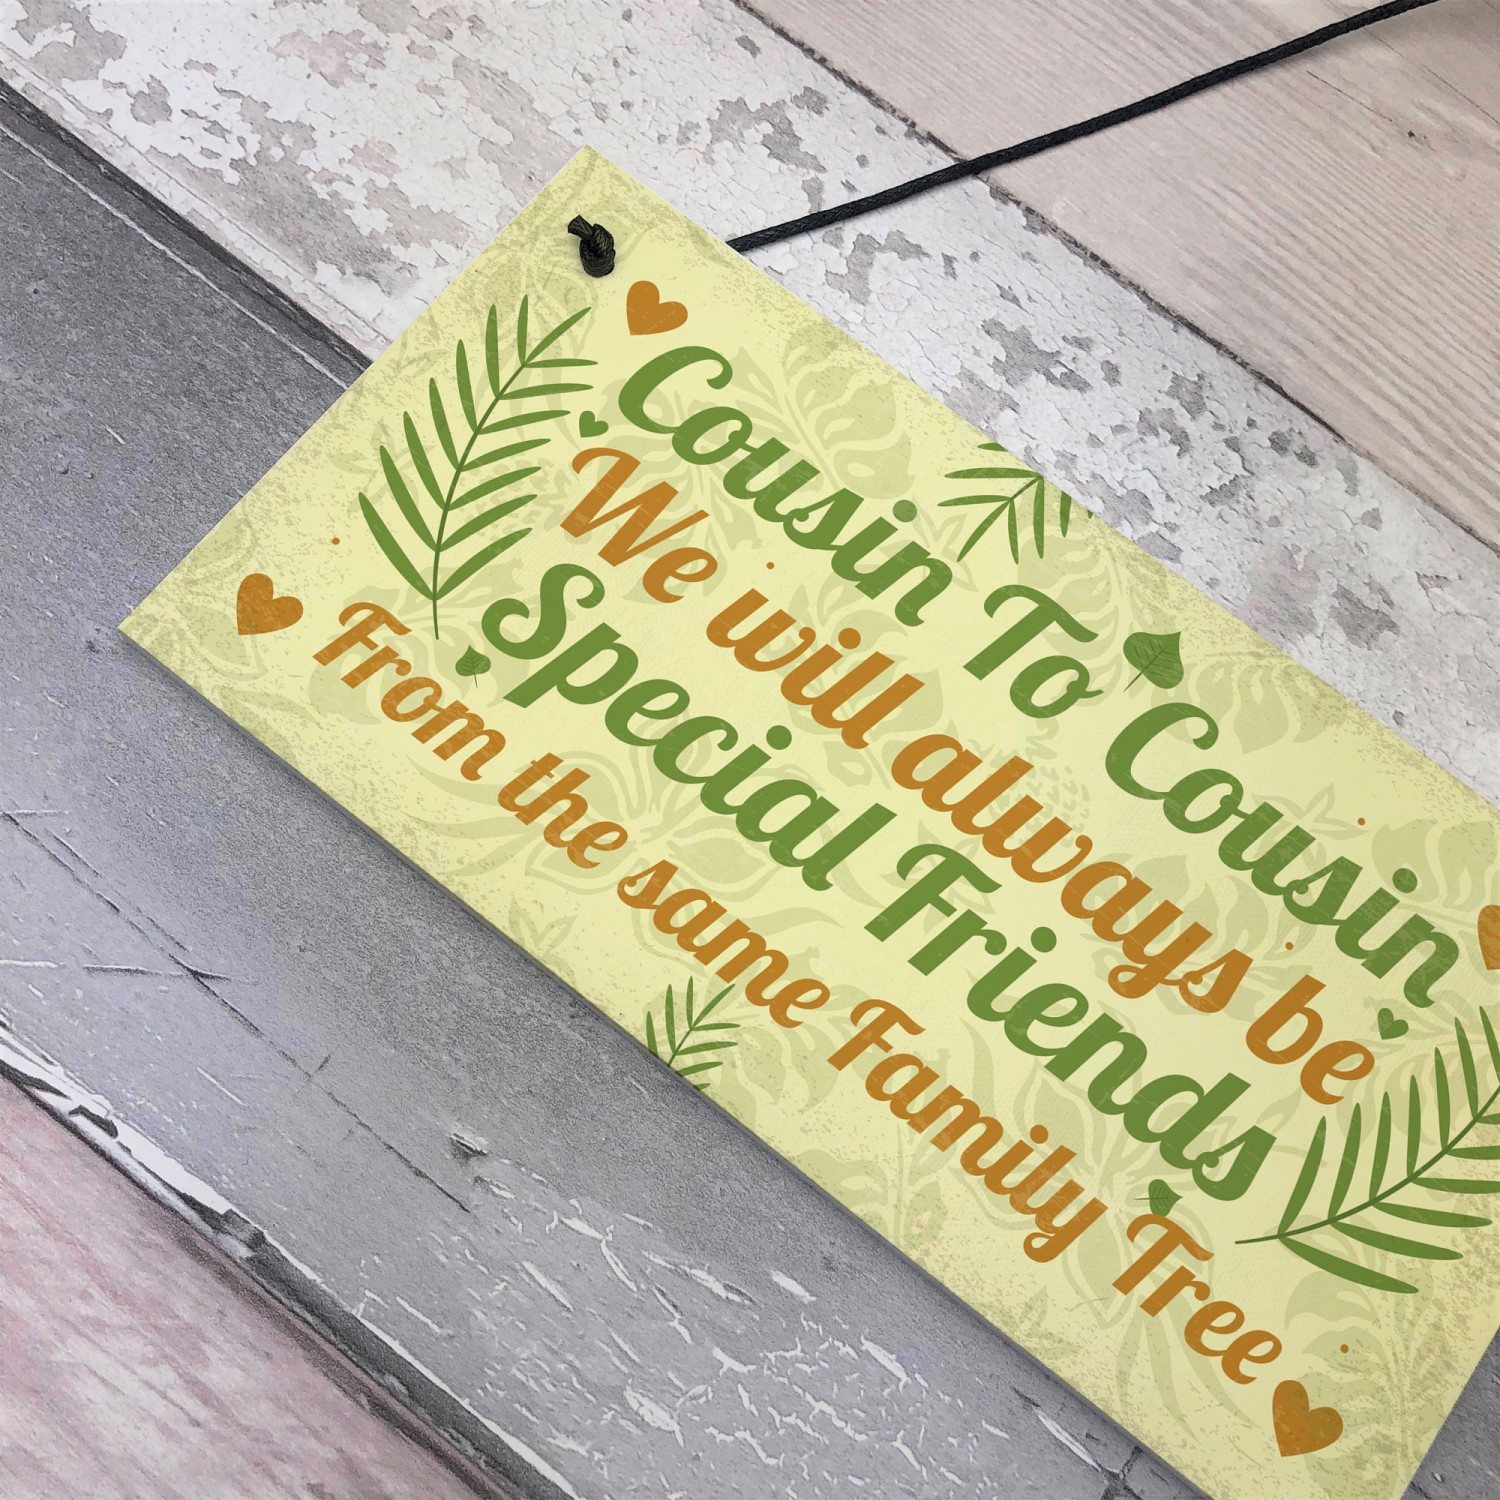 Cousin To Cousin
We will always be
Special Friends
From the same Family Tree